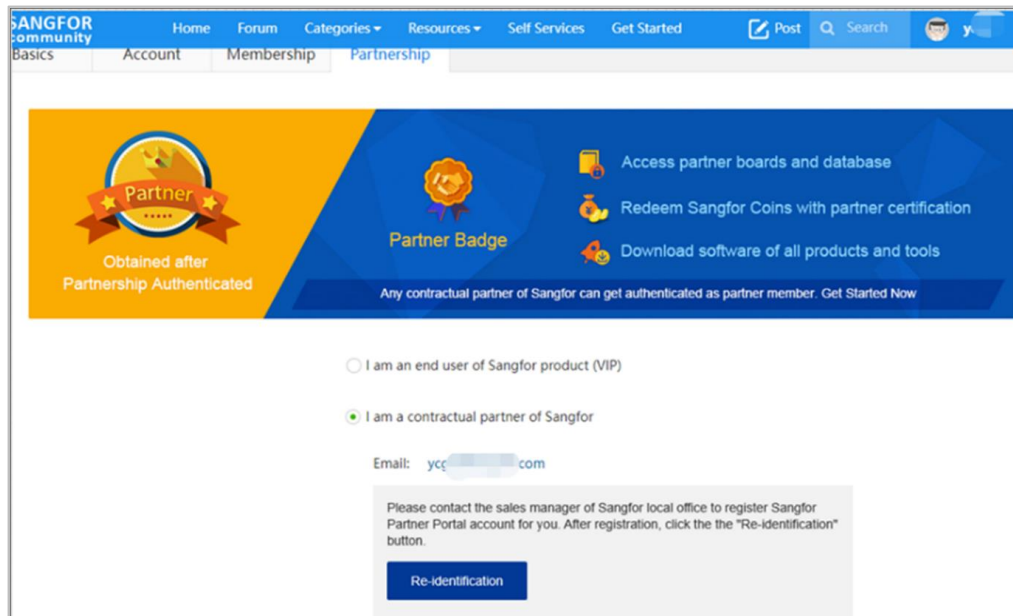 SANGFOR
community
Home Forum Categories Resources Self Services Get Started Post Search y
Basics Account Membership Partnership
Partner
Obtained after
Partnership Authenticated
Partner Badge
Access partner boards and database
Redeem Sangfor Coins with partner certification
Download software of all products and tools
Any contractual partner of Sangfor can get authenticated as partner member. Get Started Now
I am an end user of Sangfor product (VIP)
I am a contractual partner of Sangfor
Email: ycg com
Please contact the sales manager of Sangfor local office to register Sangfor
Partner Portal account for you. After registration, click the the "Re-identification"
button.
Re-identification